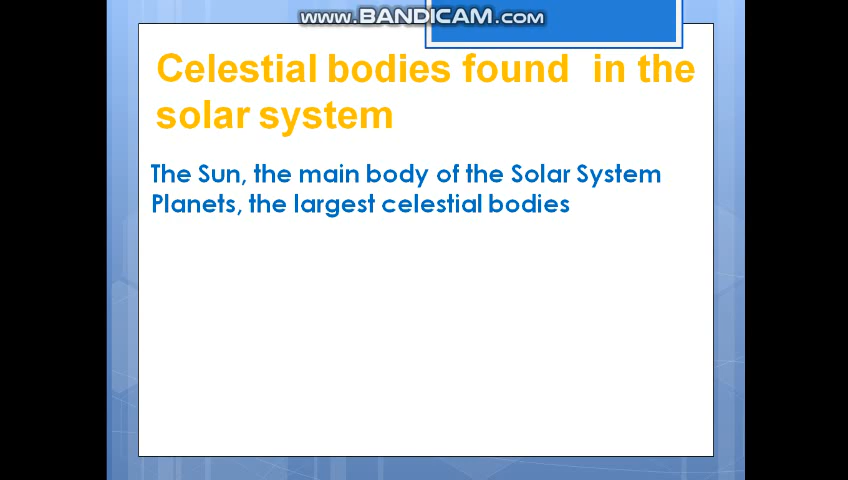 www.BANDICAM.com
Celestial bodies found in the
solar system
The Sun, the main body of the Solar System
Planets, the largest celestial bodies